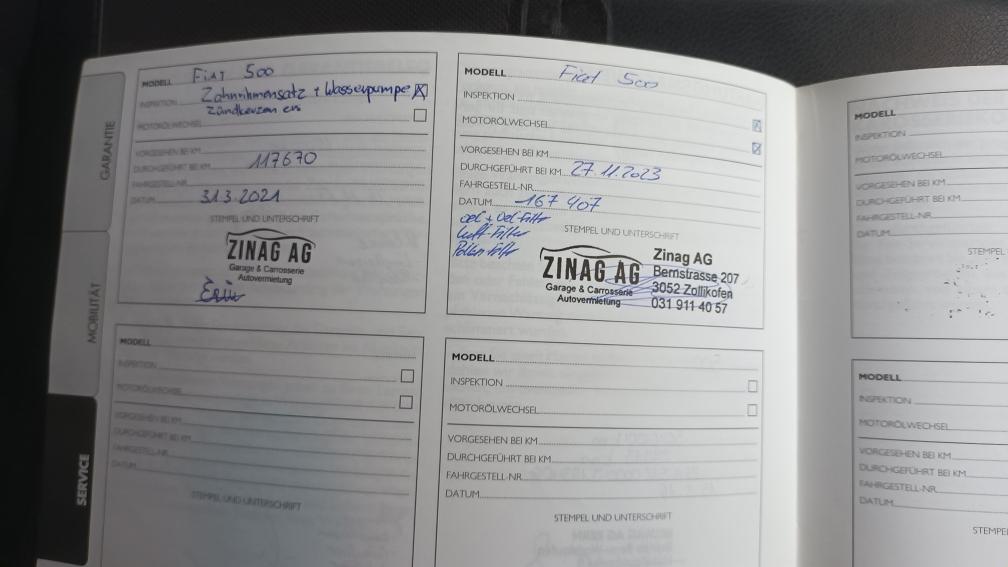 GARANTIE
MOBILITÄT
SERVICE
MODELL Fiat 500
INSPEKTION Zahnriemensatz + Wasserpumpe
Zündkerzen ers
MOTORÖLWECHSEL
VORGESEHEN BEI KM
DURCHGEFÜHRT BEI KM 117670
FAHRGESTELL-NR.
DATUM 31.3.2021
STEMPEL UND UNTERSCHRIFT
ZINAG AG
Garage & Carrosserie
Autovermietung
MODELL
INSPEKTION
MOTORÖLWECHSEL
VORGESEHEN BEI KM
DURCHGEFÜHRT BEI KM
FAHRGESTELL-NR.
DATUM
STEMPEL UND UNTERSCHRIFT
MODELL Fiat 500
INSPEKTION
MOTORÖLWECHSEL
VORGESEHEN BEI KM
DURCHGEFÜHRT BEI KM 27.11.2023
FAHRGESTELL-NR.
DATUM 167 407
oel + Oel-Filter
Luft-Filter
Pollen-Filter
STEMPEL UND UNTERSCHRIFT
ZINAG AG
Garage & Carrosserie
Autovermietung
Zinag AG
Bernstrasse 207
3052 Zollikofen
031 911 40 57
MODELL
INSPEKTION
MOTORÖLWECHSEL
VORGESEHEN BEI KM
DURCHGEFÜHRT BEI KM
FAHRGESTELL-NR.
DATUM
STEMPEL UND UNTERSCHRIFT
MODELL
INSPEKTION
MOTORÖLWECHSEL
VORGESEHEN BEI KM
DURCHGEFÜHRT BEI KM
FAHRGESTELL-NR.
DATUM
STEMPEL
MODELL
INSPEKTION
MOTORÖLWECHSEL
VORGESEHEN BEI KM
DURCHGEFÜHRT BEI KM
FAHRGESTELL-NR.
DATUM
STEMPE